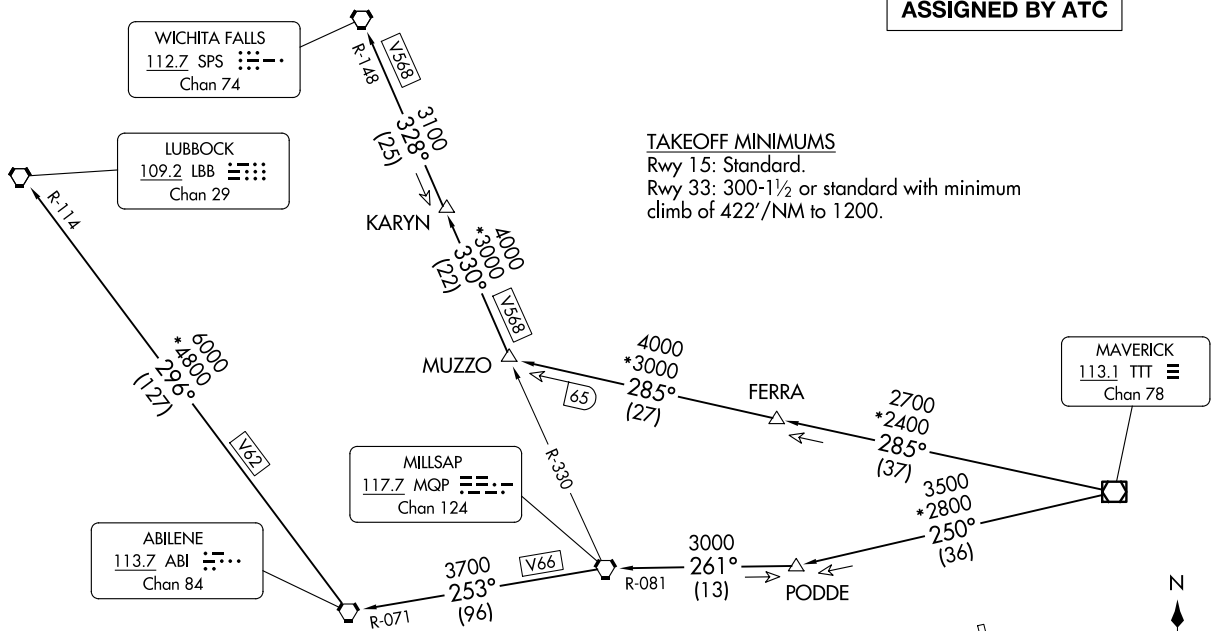 ASSIGNED BY ATC
WICHITA FALLS
112.7 SPS
Chan 74
R-148
V568
3100
328°
(25)
LUBBOCK
109.2 LBB
Chan 29
R-114
KARYN
TAKEOFF MINIMUMS
Rwy 15: Standard.
Rwy 33: 300-1½ or standard with minimum
climb of 422'/NM to 1200.
4000
*3000
330°
(22)
V568
6000
*4800
296°
(127)
V62
MUZZO
65
4000
*3000
285°
(27)
FERRA
2700
*2400
285°
(37)
MAVERICK
113.1 TTT
Chan 78
R-330
MILLSAP
117.7 MQP
Chan 124
3500
*2800
250°
(36)
ABILENE
113.7 ABI
Chan 84
R-071
3700
253°
(96)
V66
R-081
3000
261°
(13)
PODDE
N